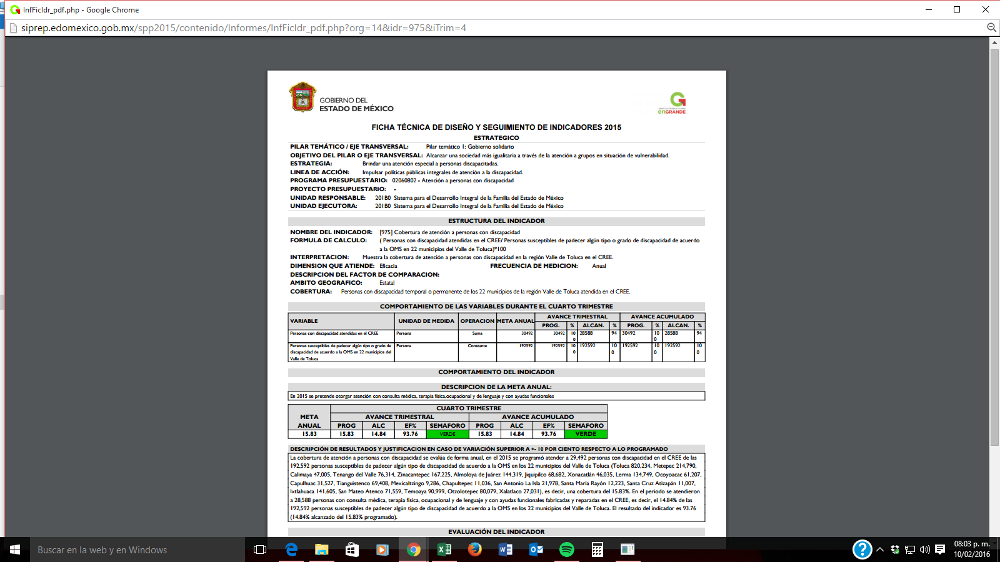 InfFicIdr_pdf.php - Google Chrome
siprep.edomexico.gob.mx/spp2015/contenido/Informes/InfFicIdr_pdf.php?org=14&idr=975&iTrim=4
GOBIERNO DEL
ESTADO DE MÉXICO
enGRANDE
FICHA TÉCNICA DE DISEÑO Y SEGUIMIENTO DE INDICADORES 2015
ESTRATEGICO
PILAR TEMÁTICO / EJE TRANSVERSAL: Pilar temático 1: Gobierno solidario
OBJETIVO DEL PILAR O EJE TRANSVERSAL: Alcanzar una sociedad más igualitaria a través de la atención a grupos en situación de vulnerabilidad.
ESTRATEGIA: Brindar una atención especial a personas discapacitadas.
LINEA DE ACCIÓN: Impulsar políticas públicas integrales de atención a la discapacidad.
PROGRAMA PRESUPUESTARIO: 02060802 - Atención a personas con discapacidad
PROYECTO PRESUPUESTARIO: -
UNIDAD RESPONSABLE: 201B0 Sistema para el Desarrollo Integral de la Familia del Estado de México
UNIDAD EJECUTORA: 201B0 Sistema para el Desarrollo Integral de la Familia del Estado de México
ESTRUCTURA DEL INDICADOR
NOMBRE DEL INDICADOR: [975] Cobertura de atención a personas con discapacidad
FORMULA DE CALCULO: ( Personas con discapacidad atendidas en el CREE/ Personas susceptibles de padecer algún tipo o grado de discapacidad de acuerdo
a la OMS en 22 municipios del Valle de Toluca)*100
INTERPRETACION: Muestra la cobertura de atención a personas con discapacidad en la región Valle de Toluca en el CREE.
DIMENSION QUE ATIENDE: Eficacia FRECUENCIA DE MEDICION: Anual
DESCRIPCION DEL FACTOR DE COMPARACION:
AMBITO GEOGRAFICO: Estatal
COBERTURA: Personas con discapacidad temporal o permanente de los 22 municipios de la región Valle de Toluca atendida en el CREE.
COMPORTAMIENTO DE LAS VARIABLES DURANTE EL CUARTO TRIMESTRE
VARIABLE UNIDAD DE MEDIDA OPERACION META ANUAL AVANCE TRIMESTRAL AVANCE ACUMULADO
PROG. % ALCAN. % PROG. % ALCAN. %
Personas con discapacidad atendidas en el CREE Persona Suma 30492 30492 100 28588 94 30492 100 28588 94
Personas susceptibles de padecer algún tipo o grado de Persona Constante 192592 192592 100 192592 100 192592 100 192592 100
discapacidad de acuerdo a la OMS en 22 municipios del
Valle de Toluca
COMPORTAMIENTO DEL INDICADOR
DESCRIPCION DE LA META ANUAL:
En 2015 se pretende otorgar atención con consulta médica, terapia física,ocupacional y de lenguaje y con ayudas funcionales
CUARTO TRIMESTRE
META ANUAL AVANCE TRIMESTRAL AVANCE ACUMULADO
PROG ALC EF% SEMAFORO PROG ALC EF% SEMAFORO
15.83 15.83 14.84 93.76 VERDE 15.83 14.84 93.76 VERDE
DESCRIPCIÓN DE RESULTADOS Y JUSTIFICACION EN CASO DE VARIACIÓN SUPERIOR A +- 10 POR CIENTO RESPECTO A LO PROGRAMADO
La cobertura de atención a personas con discapacidad se evalúa de forma anual, en el 2015 se programó atender a 29,492 personas con discapacidad en el CREE de las
192,592 personas susceptibles de padecer algún tipo de discapacidad de acuerdo a la OMS en los 22 municipios del Valle de Toluca (Toluca 820,234, Metepec 214,790,
Calimaya 47,005, Tenango del Valle 76,314, Zinacantepec 167,225, Almoloya de Juárez 144,319, Jiquipilco 68,682, Xonacatlán 46,035, Lerma 134,749, Ocoyoacac 61,207,
Capulhuac 31,527, Tianguistenco 69,408, Mexicaltzingo 9,286, Chapultepec 11,036, San Antonio La Isla 21,978, Santa María Rayón 12,223, Santa Cruz Atizapán 11,007,
Ixtlahuaca 141,605, San Mateo Atenco 71,559, Temoaya 90,999, Otzolotepec 80,079, Xalatlaco 27,031), es decir, una cobertura del 15.83%. En el periodo se atendieron
a 28,588 personas con consulta médica, terapia física, ocupacional y de lenguaje y con ayudas funcionales fabricadas y reparadas en el CREE, es decir, el 14.84% de las
192,592 personas susceptibles de padecer algún tipo de discapacidad de acuerdo a la OMS en los 22 municipios del Valle de Toluca. El resultado del indicador es 93.76
(14.84% alcanzado del 15.83% programado).
EVALUACIÓN DEL INDICADOR
Buscar en la web y en Windows
08:03 p. m.
10/02/2016